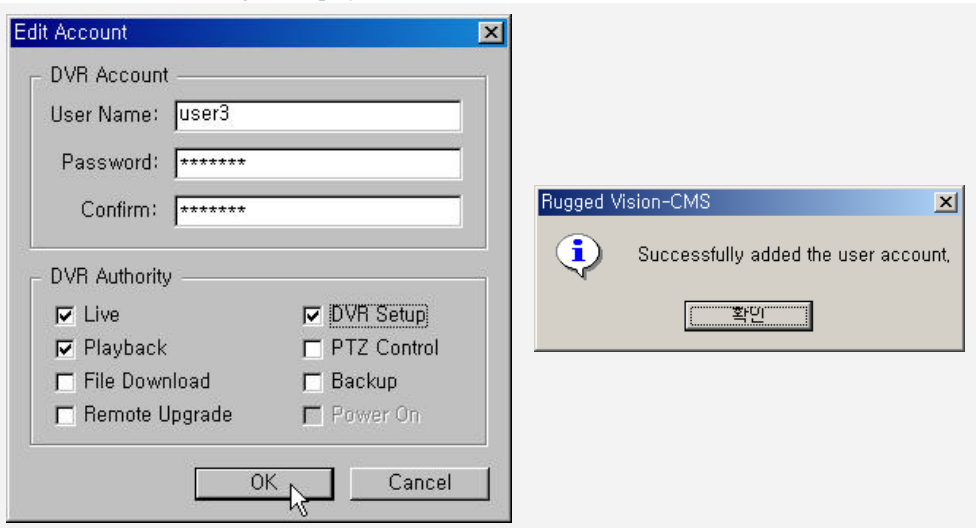 Edit Account
DVR Account
User Name: user3
Password: *******
Confirm: *******
DVR Authority
Live
DVR Setup
Playback
PTZ Control
File Download
Backup
Remote Upgrade
Power On
OK
Cancel
Rugged Vision-CMS
Successfully added the user account,
확인